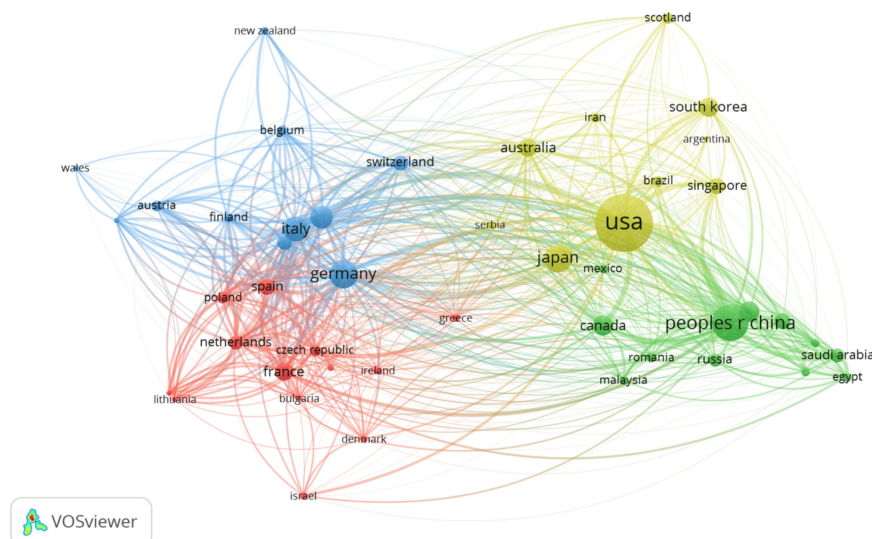 scotland
new zealand
south korea
iran
belgium
argentina
australia
switzerland
wales
brazil
singapore
austria
finland
usa
serbia
italy
japan
mexico
germany
spain
poland
greece
peoples r china
canada
netherlands
czech republic
romania
russia
saudi arabia
france
ireland
malaysia
egypt
lithuania
bulgaria
denmark
israel
VOSviewer